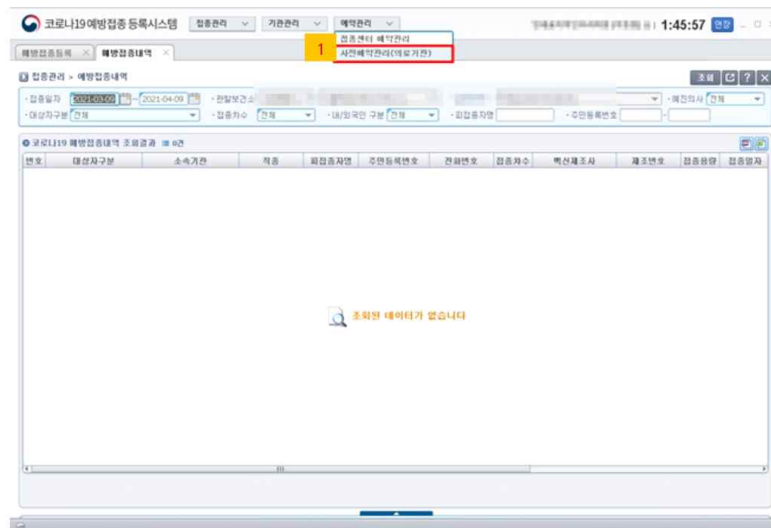 코로나19예방접종등록시스템 접종관리 기관관리 예약관리 1:45:57 연장
접종센터 예약관리
1 사전예약관리(의료기관)
예방접종등록 예방접종내역
접종관리 > 예방접종내역 조회 ?
접종일자 2021-03-09 ~ 2021-04-09 관할보건소 예진의사 전체
대상자구분 전체 접종차수 전체 내/외국인 구분 전체 피접종자명 주민등록번호 -
코로나19 예방접종내역 조회결과 0건
번호 대상자구분 소속기관 직종 피접종자명 주민등록번호 전화번호 접종차수 백신제조사 제조번호 접종용량 접종일자
조회된 데이터가 없습니다